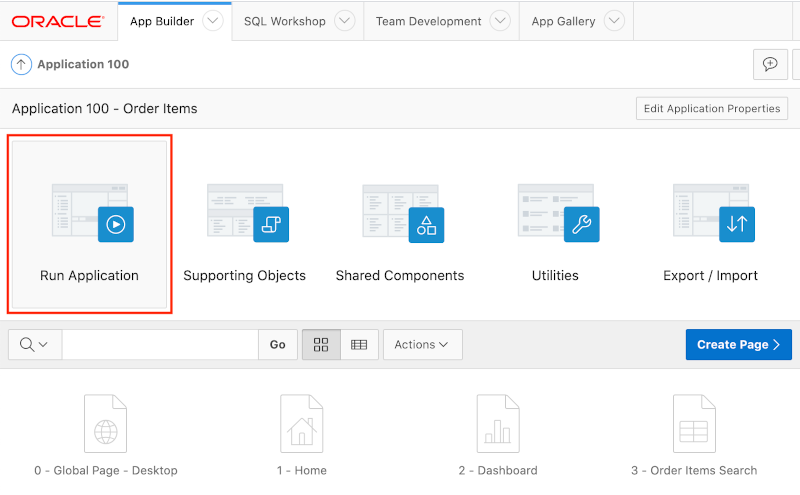 ORACLE
App Builder
SQL Workshop
Team Development
App Gallery
Application 100
Application 100 - Order Items
Edit Application Properties
Run Application
Supporting Objects
Shared Components
Utilities
Export / Import
Go
Actions
Create Page
0 - Global Page - Desktop
1 - Home
2 - Dashboard
3 - Order Items Search